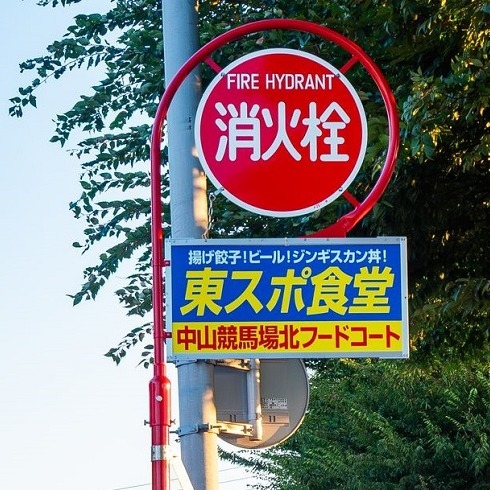 FIRE HYDRANT
消火栓
揚げ餃子!ビール!ジンギスカン丼!
東スポ食堂
中山競馬場北フードコート